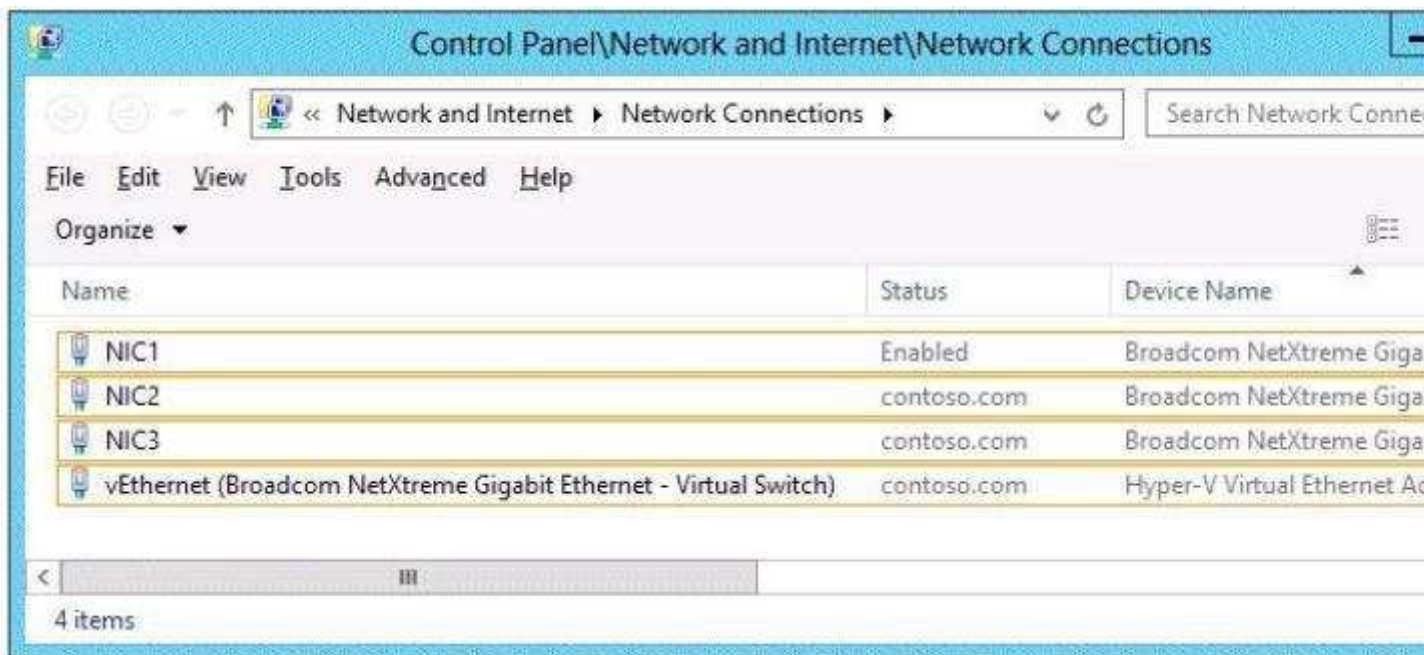 Control Panel\Network and Internet\Network Connections
« Network and Internet ▸ Network Connections ▸ Search Network Connec
File Edit View Tools Advanced Help
Organize
Name Status Device Name
NIC1 Enabled Broadcom NetXtreme Giga
NIC2 contoso.com Broadcom NetXtreme Giga
NIC3 contoso.com Broadcom NetXtreme Giga
vEthernet (Broadcom NetXtreme Gigabit Ethernet - Virtual Switch) contoso.com Hyper-V Virtual Ethernet Ac
4 items